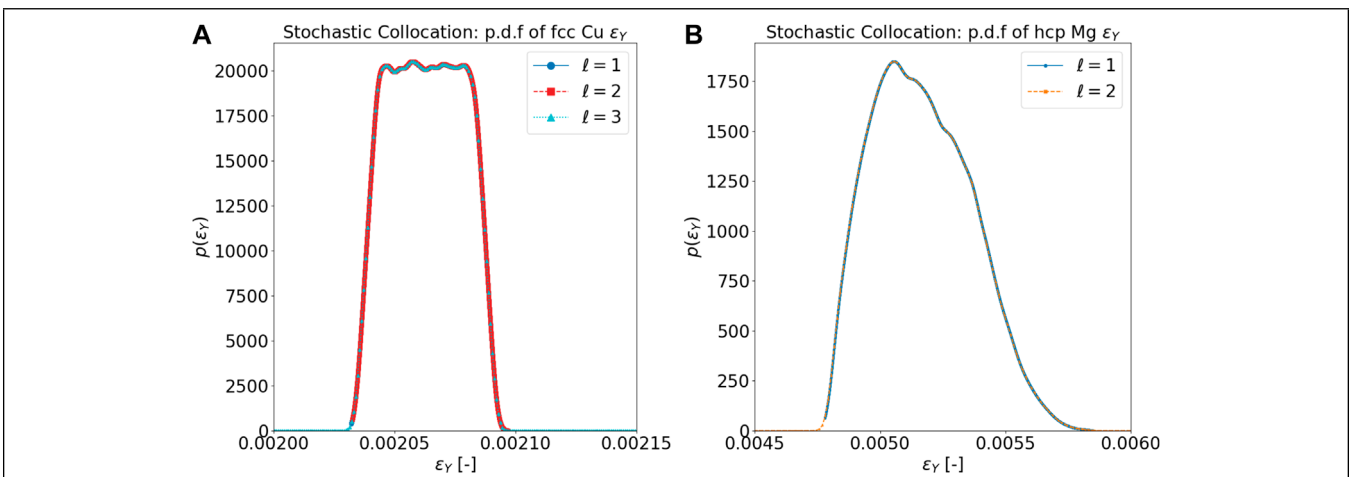 A
Stochastic Collocation: p.d.f of fcc Cu εY
20000
17500
15000
12500
10000
7500
5000
2500
0
p(εY)
ℓ = 1
ℓ = 2
ℓ = 3
0.00200
0.00205
0.00210
0.00215
εY [-]
B
Stochastic Collocation: p.d.f of hcp Mg εY
1750
1500
1250
1000
750
500
250
0
p(εY)
ℓ = 1
ℓ = 2
0.0045
0.0050
0.0055
0.0060
εY [-]